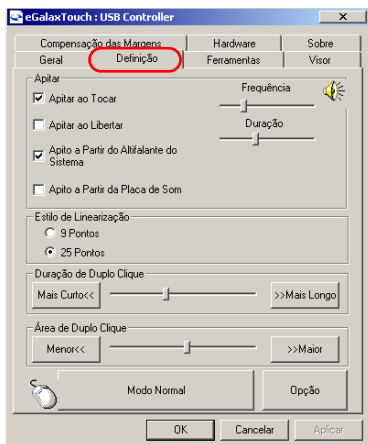 eGalaxTouch : USB Controller
Compensação das Margens Hardware Sobre
Geral Definição Ferramentas Visor
Apitar
Frequência
Apitar ao Tocar
Duração
Apitar ao Libertar
Apito a Partir do Altifalante do
Sistema
Apito a Partir da Placa de Som
Estilo de Linearização
9 Pontos
25 Pontos
Duração de Duplo Clique
Mais Curto<< >>Mais Longo
Área de Duplo Clique
Menor<< >>Maior
Modo Normal Opção
OK Cancelar Aplicar